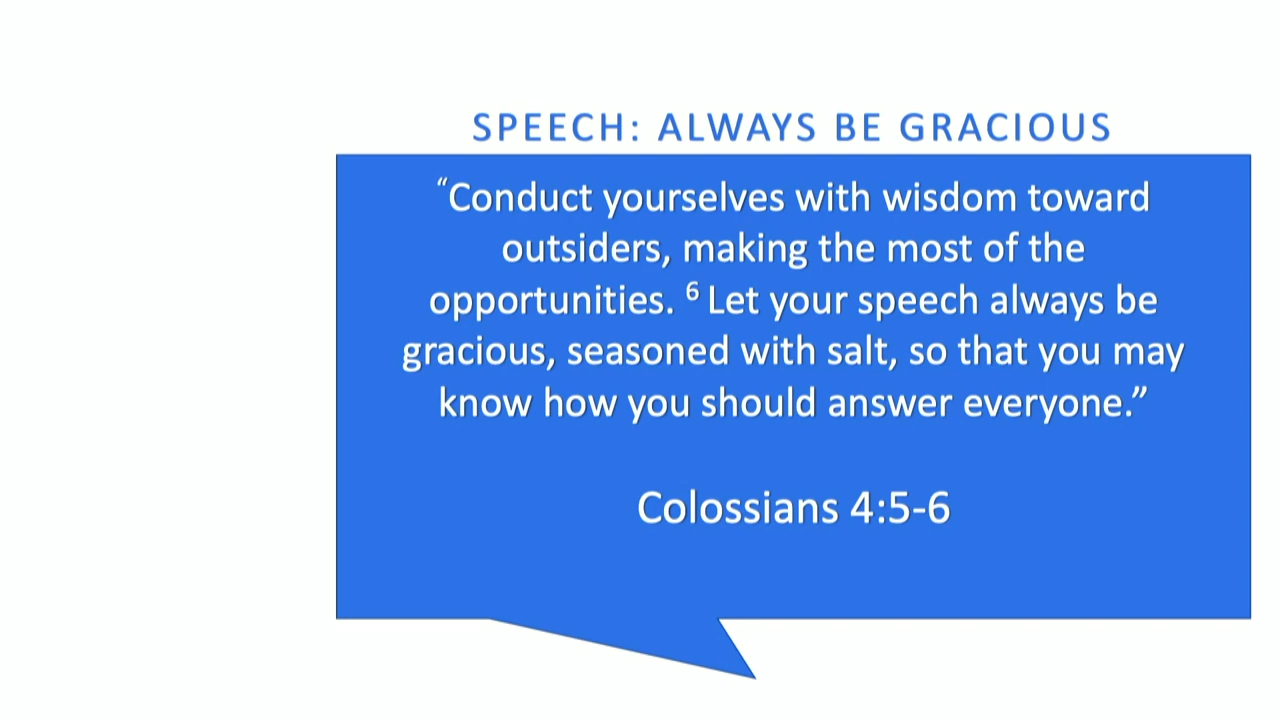 SPEECH: ALWAYS BE GRACIOUS
“Conduct yourselves with wisdom toward
outsiders, making the most of the
opportunities. 6 Let your speech always be
gracious, seasoned with salt, so that you may
know how you should answer everyone.”
Colossians 4:5-6